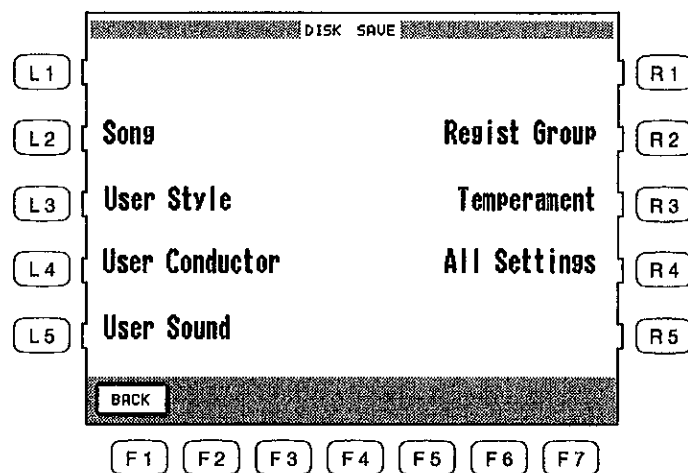 DISK SAVE
L1 R1
L2 Song Regist Group R2
L3 User Style Temperament R3
L4 User Conductor All Settings R4
L5 User Sound R5
BACK
F1 F2 F3 F4 F5 F6 F7